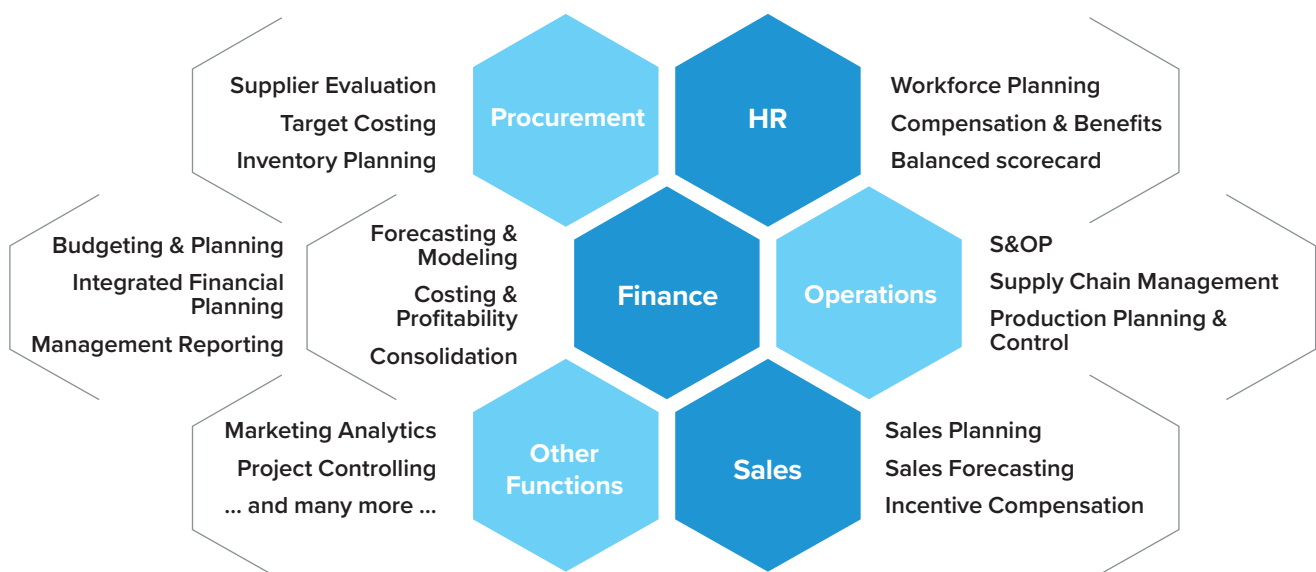 Supplier Evaluation
Target Costing
Inventory Planning
Procurement
HR
Workforce Planning
Compensation & Benefits
Balanced scorecard
Budgeting & Planning
Integrated Financial
Planning
Management Reporting
Forecasting &
Modeling
Costing &
Profitability
Consolidation
Finance
Operations
S&OP
Supply Chain Management
Production Planning &
Control
Marketing Analytics
Project Controlling
... and many more ...
Other
Functions
Sales
Sales Planning
Sales Forecasting
Incentive Compensation